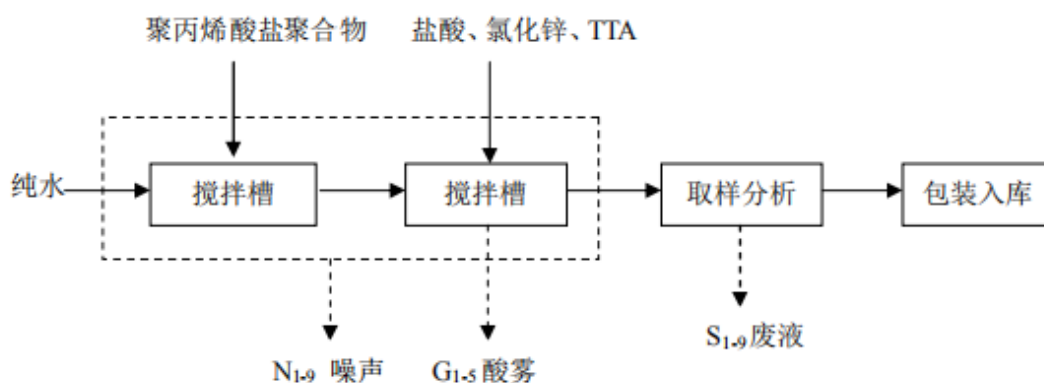 聚丙烯酸盐聚合物
盐酸、氯化锌、TTA
纯水
搅拌槽
搅拌槽
取样分析
包装入库
N1-9 噪声
G1-5 酸雾
S1-9 废液